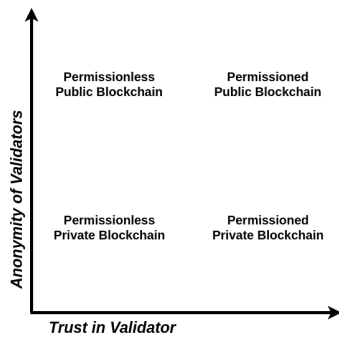 Permissionless
Public Blockchain
Permissioned
Public Blockchain
Anonymity of Validators
Permissionless
Private Blockchain
Permissioned
Private Blockchain
Trust in Validator